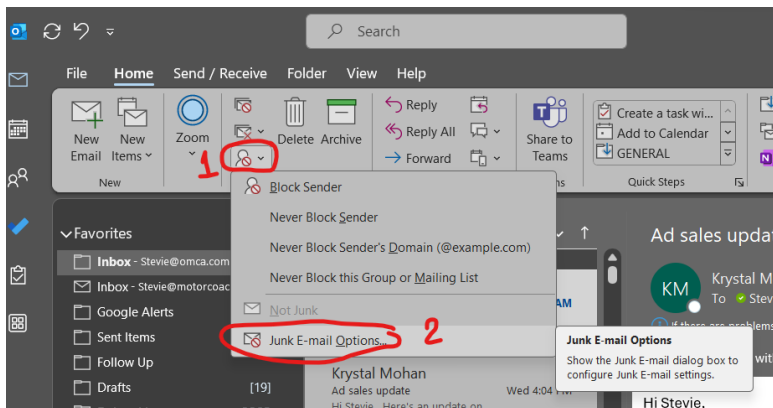 Search
File Home Send / Receive Folder View Help
New Email
New Items
Zoom
Delete
Archive
Reply
Reply All
Forward
Share to Teams
Create a task wi...
Add to Calendar
GENERAL
New
Quick Steps
1
Block Sender
Never Block Sender
Never Block Sender's Domain (@example.com)
Never Block this Group or Mailing List
Not Junk
Junk E-mail Options...
2
Junk E-mail Options
Show the Junk E-mail dialog box to
configure Junk E-mail settings.
Favorites
Inbox - Stevie@omca.com
Inbox - Stevie@motorcoac
Google Alerts
Sent Items
Follow Up
Drafts [19]
AM
Krystal Mohan
Ad sales update Wed 4:04 PM
Hi Stevie, Here's an update on
Ad sales upda
KM
Krystal M
To Stev
If there are problems
wit
Hi Stevie,